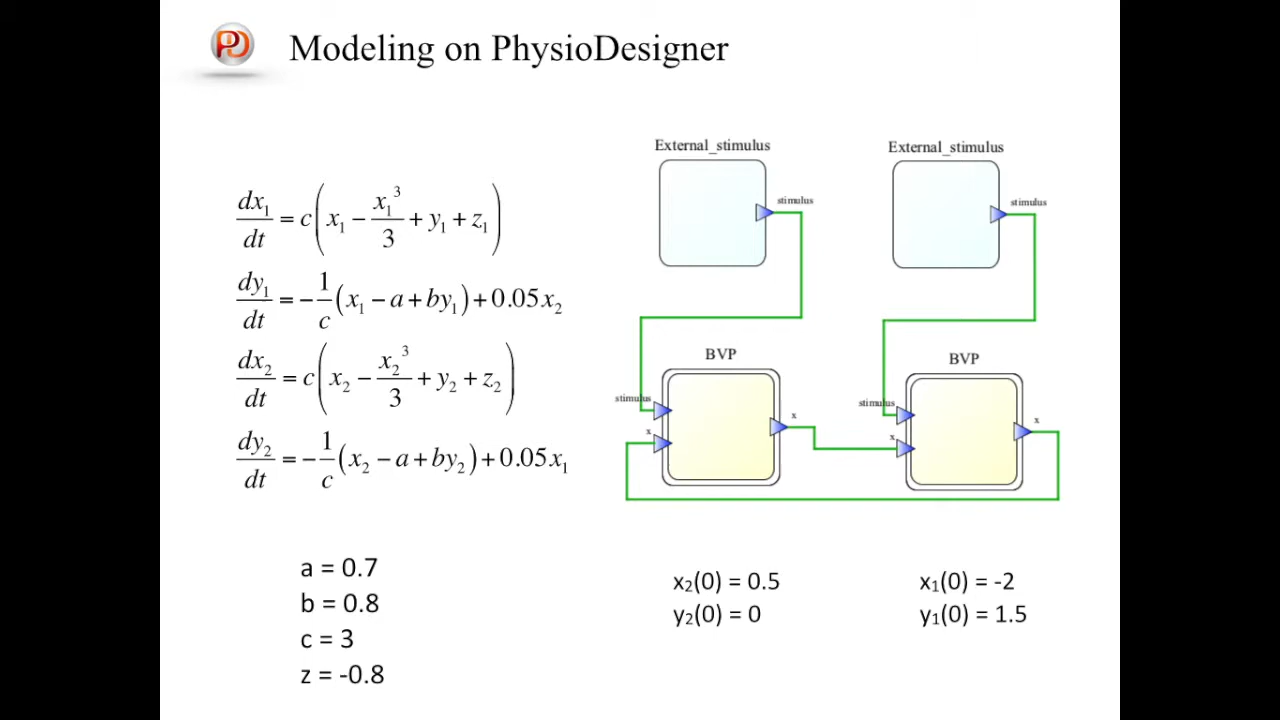 PD
Modeling on PhysioDesigner
dx₁/dt = c(x₁ − x₁³/3 + y₁ + z₁)
dy₁/dt = −1/c(x₁ − a + by₁) + 0.05x₂
dx₂/dt = c(x₂ − x₂³/3 + y₂ + z₂)
dy₂/dt = −1/c(x₂ − a + by₂) + 0.05x₁
a = 0.7
b = 0.8
c = 3
z = -0.8
External_stimulus
stimulus
External_stimulus
stimulus
BVP
stimulus
x
x
BVP
stimulus
x
x
x₂(0) = 0.5
y₂(0) = 0
x₁(0) = -2
y₁(0) = 1.5